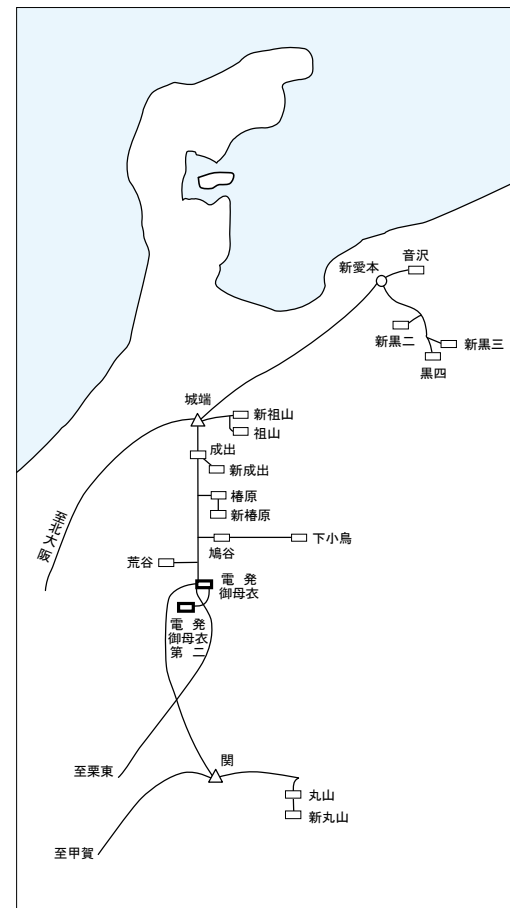 音沢
新愛本
新黒二
新黒三
黒四
城端
新祖山
祖山
成出
新成出
椿原
新椿原
至北大阪
鳩谷
下小鳥
荒谷
電 発
御母衣
電 発
御母衣
第 二
至栗東
関
丸山
新丸山
至甲賀